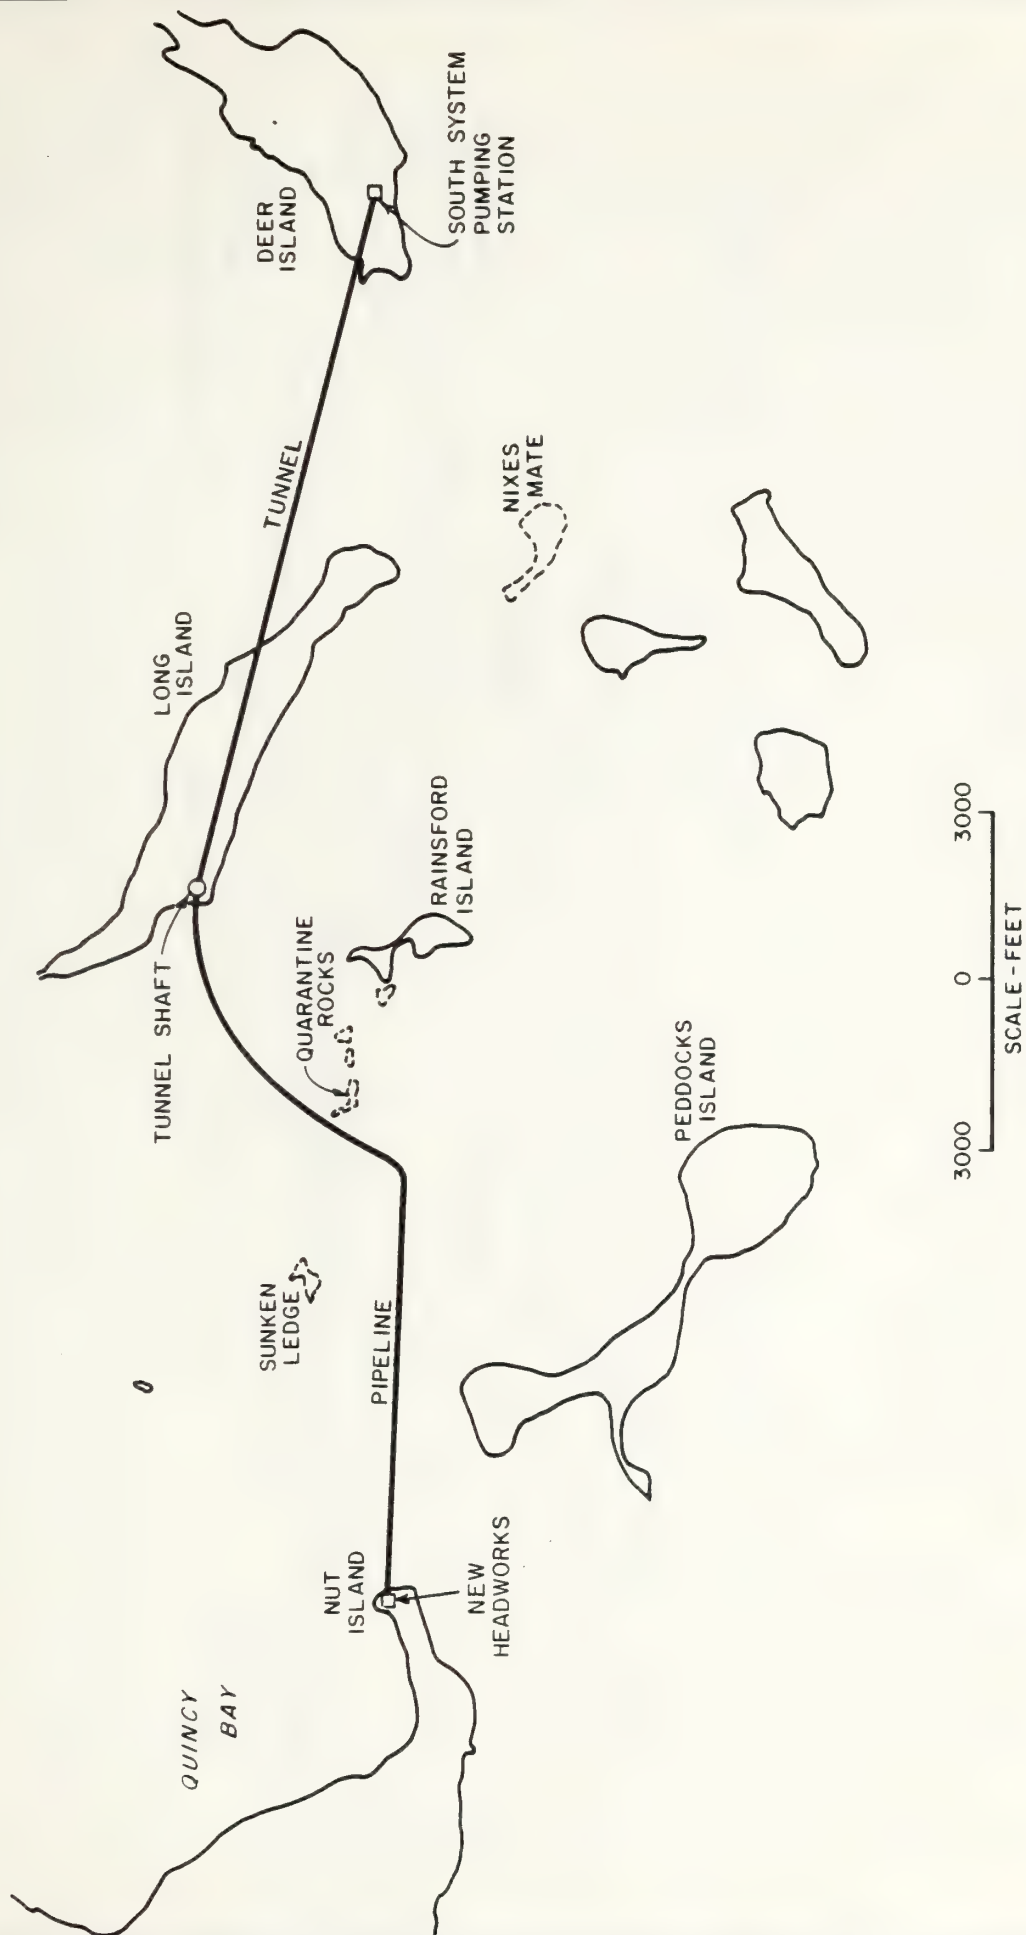 DEER
ISLAND
SOUTH SYSTEM
PUMPING
STATION
TUNNEL
NIXES
MATE
LONG
ISLAND
RAINSFORD
ISLAND
TUNNEL SHAFT
QUARANTINE
ROCKS
PEDDOCKS
ISLAND
SUNKEN
LEDGE
PIPELINE
NUT
ISLAND
NEW
HEADWORKS
QUINCY
BAY
3000 0 3000
SCALE - FEET